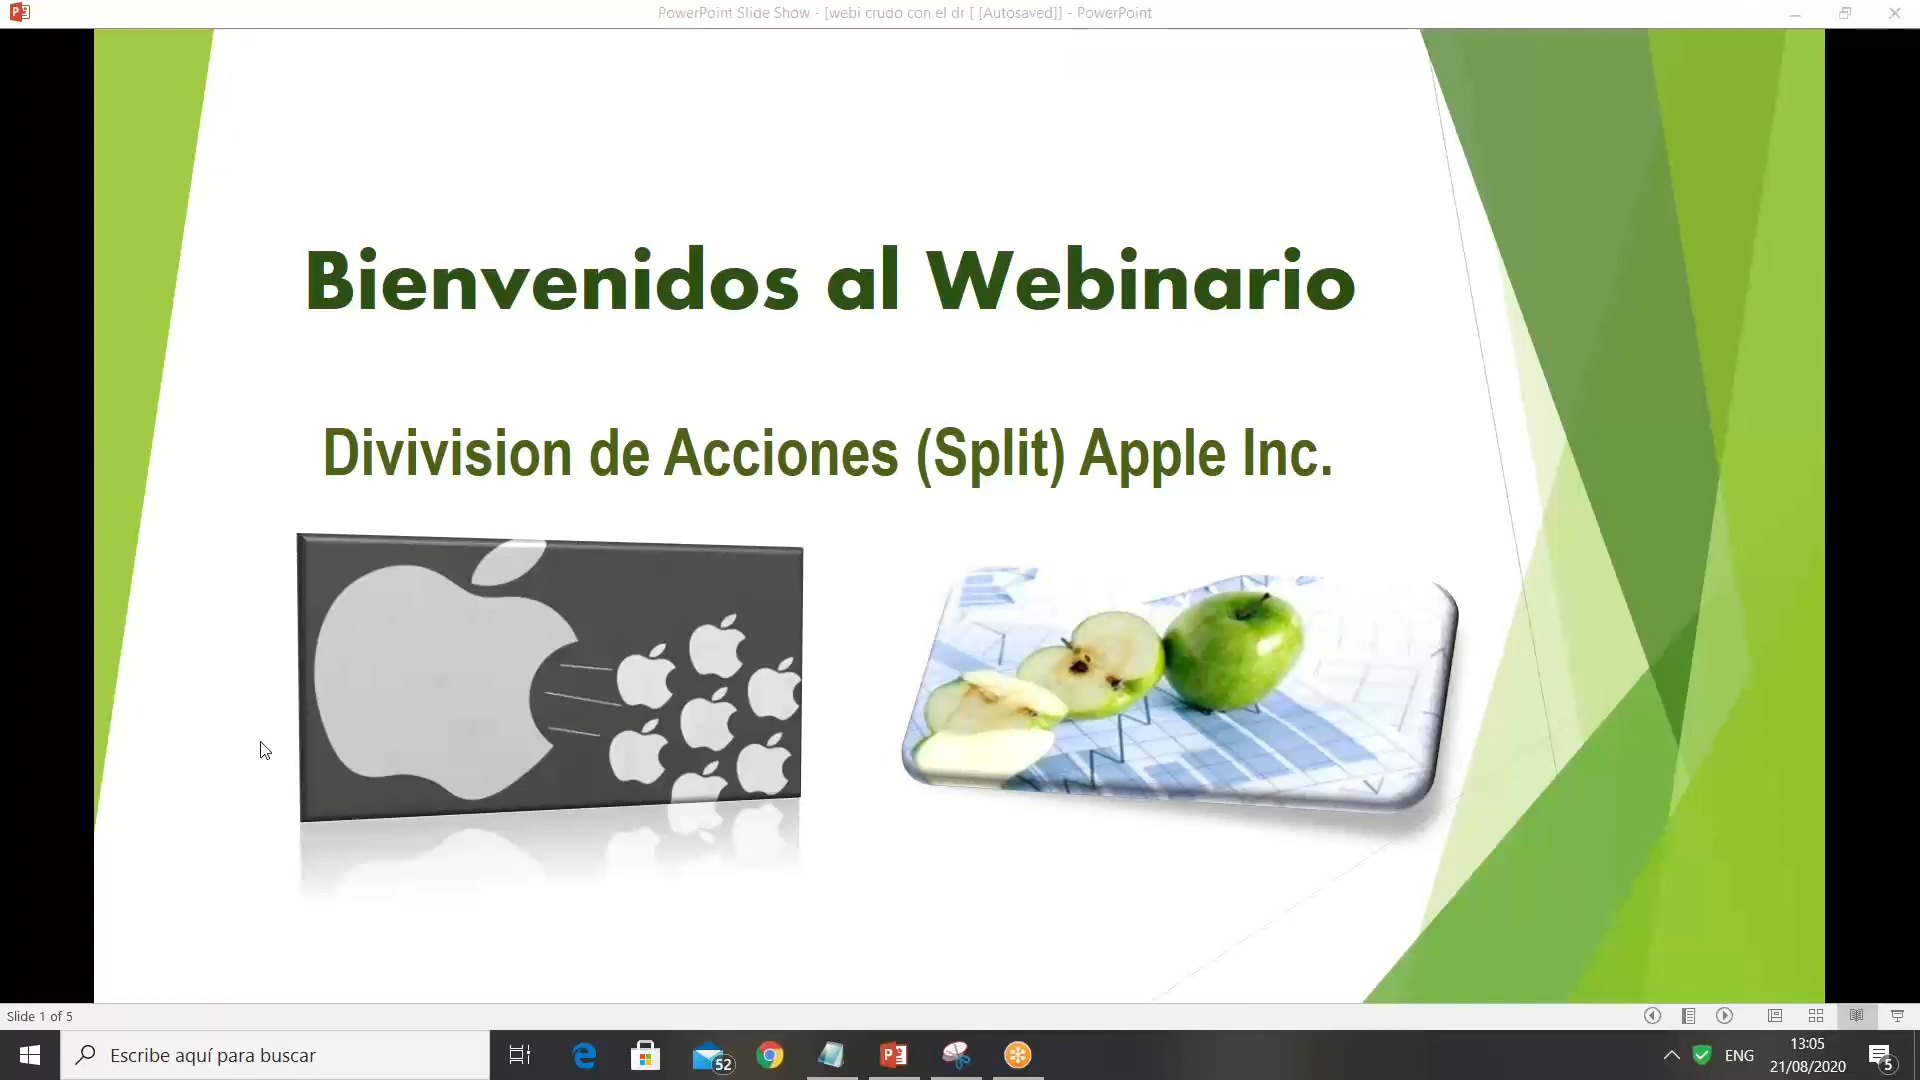 PowerPoint Slide Show - [webi crudo con el dr [ [Autosaved]] - PowerPoint
Bienvenidos al Webinario
Divivision de Acciones (Split) Apple Inc.
Slide 1 of 5
Escribe aquí para buscar
52
ENG
13:05
21/08/2020
5